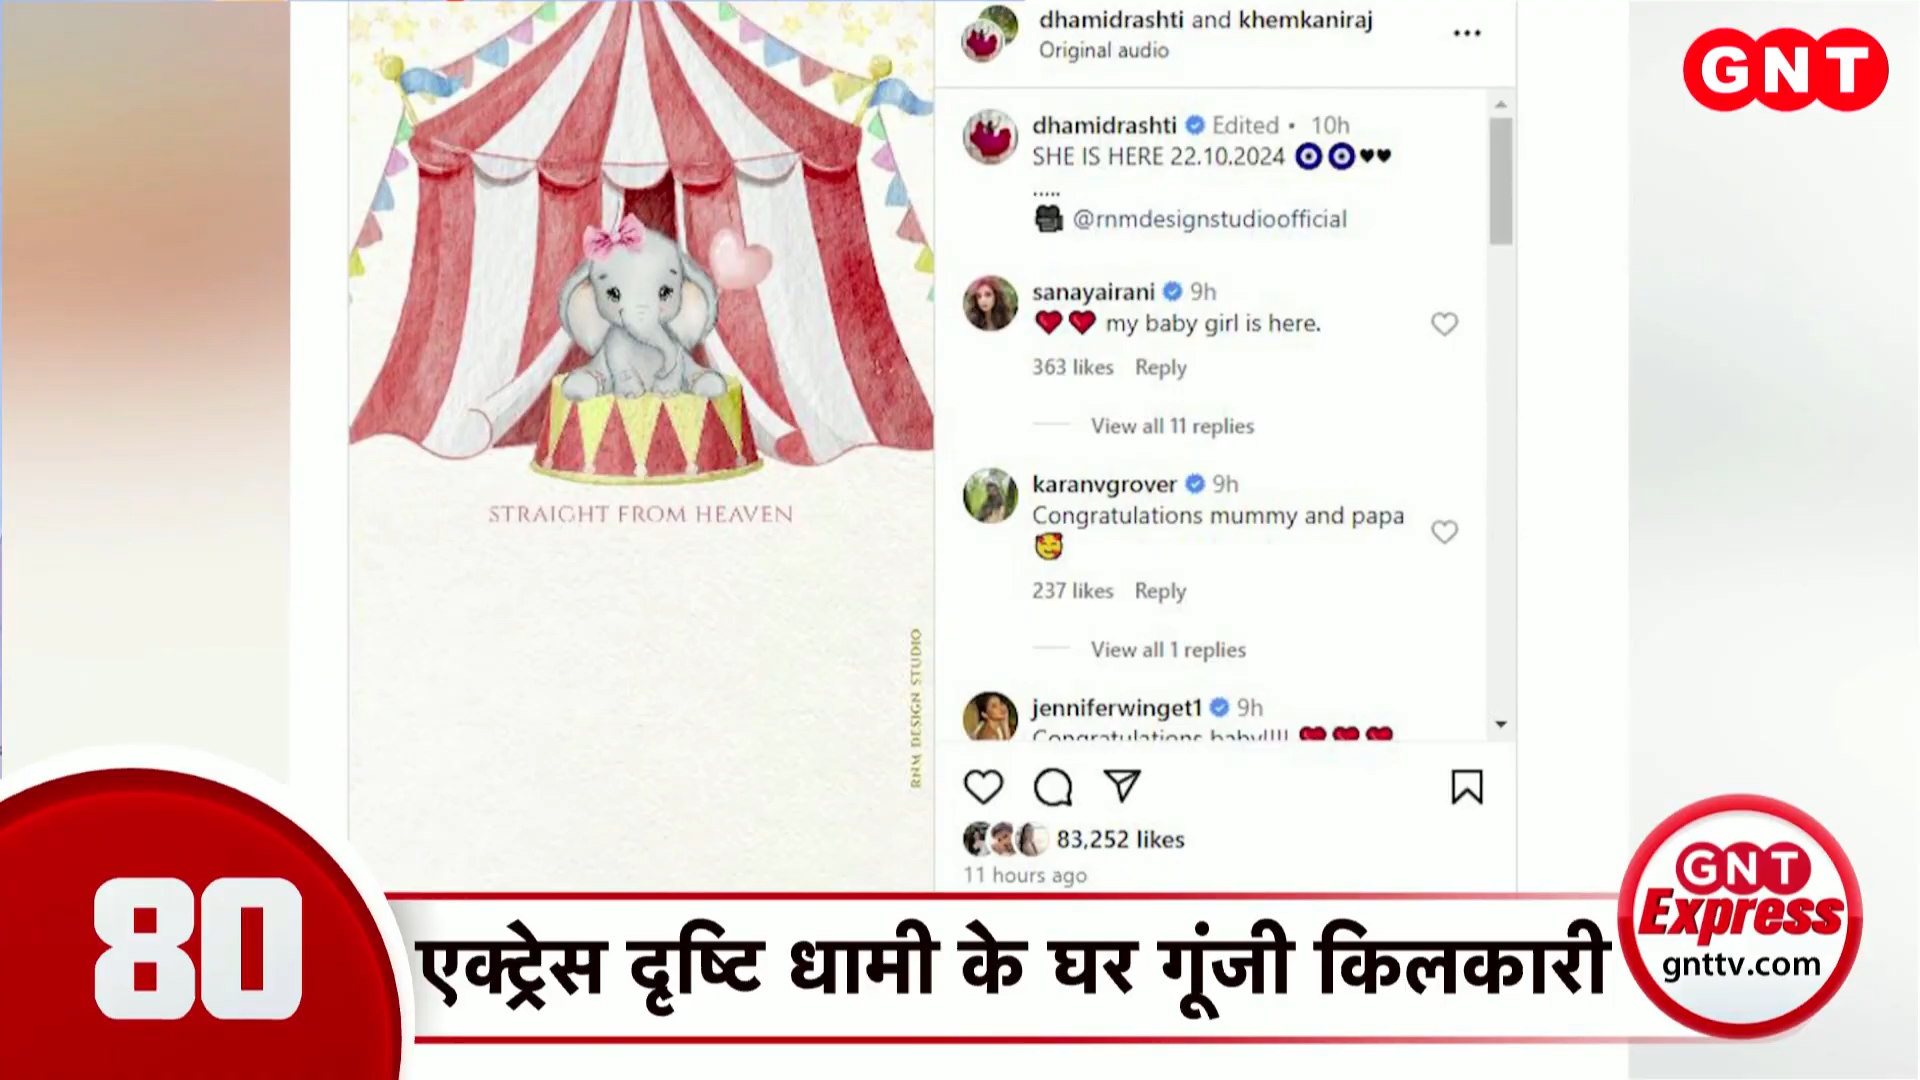 dhamidrashti and khemkaniraj
Original audio
GNT
dhamidrashti Edited • 10h
SHE IS HERE 22.10.2024 🧿🧿♥♥
.....
🎥 @rnmdesignstudioofficial
sanayairani 9h
❤️❤️ my baby girl is here.
363 likes Reply
View all 11 replies
karanvgrover 9h
Congratulations mummy and papa
🥰
237 likes Reply
View all 1 replies
jenniferwinget1 9h
Congratulations baby!!!! ❤️❤️❤️
83,252 likes
11 hours ago
STRAIGHT FROM HEAVEN
RNM DESIGN STUDIO
80
एक्ट्रेस दृष्टि धामी के घर गूंजी किलकारी
GNT
Express
gnttv.com